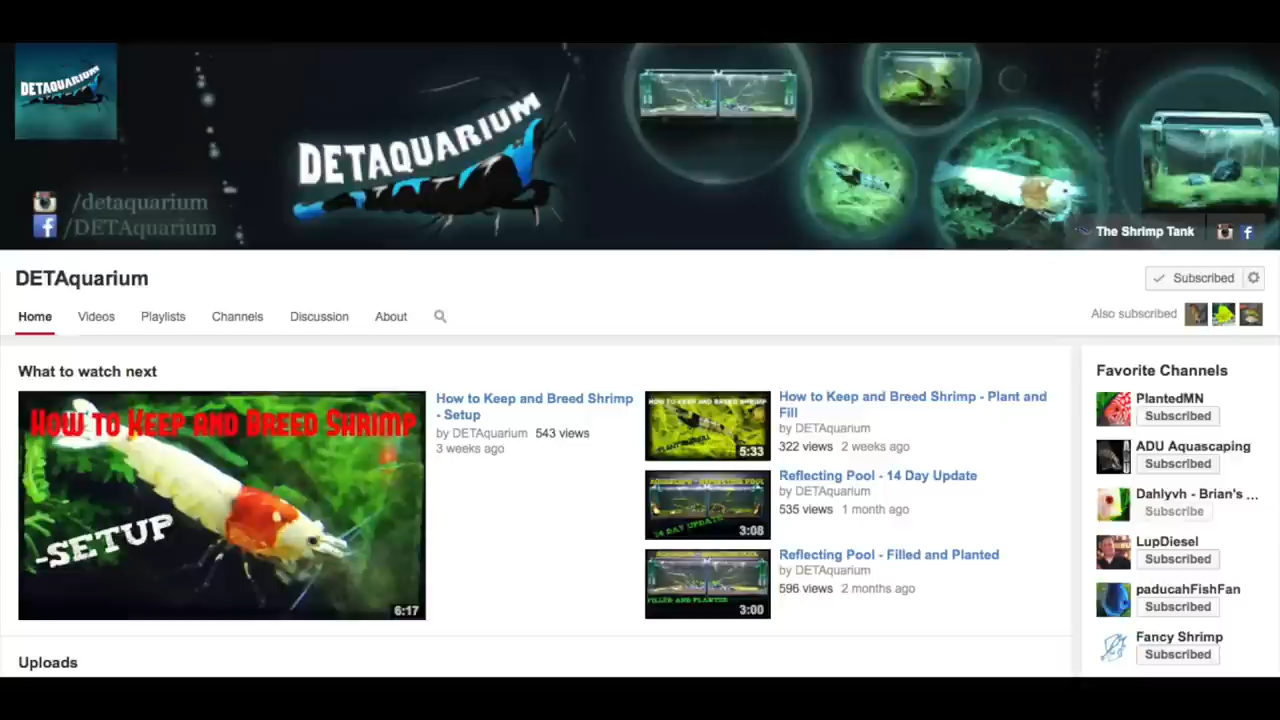 DETAQUARIUM
DETAQUARIUM
/detaquarium
/DETAquarium
The Shrimp Tank
DETAquarium
Subscribed
Home Videos Playlists Channels Discussion About
Also subscribed
What to watch next
HOW TO KEEP AND BREED SHRIMP
-SETUP
6:17
How to Keep and Breed Shrimp
- Setup
by DETAquarium 543 views
3 weeks ago
HOW TO KEEP AND BREED SHRIMP
5:33
How to Keep and Breed Shrimp - Plant and
Fill
by DETAquarium
322 views 2 weeks ago
14 DAY UPDATE
3:08
Reflecting Pool - 14 Day Update
by DETAquarium
535 views 1 month ago
FILLED AND PLANTED
3:00
Reflecting Pool - Filled and Planted
by DETAquarium
596 views 2 months ago
Uploads
Favorite Channels
PlantedMN
Subscribed
ADU Aquascaping
Subscribed
Dahlyvh - Brian's ...
Subscribe
LupDiesel
Subscribed
paducahFishFan
Subscribed
Fancy Shrimp
Subscribed